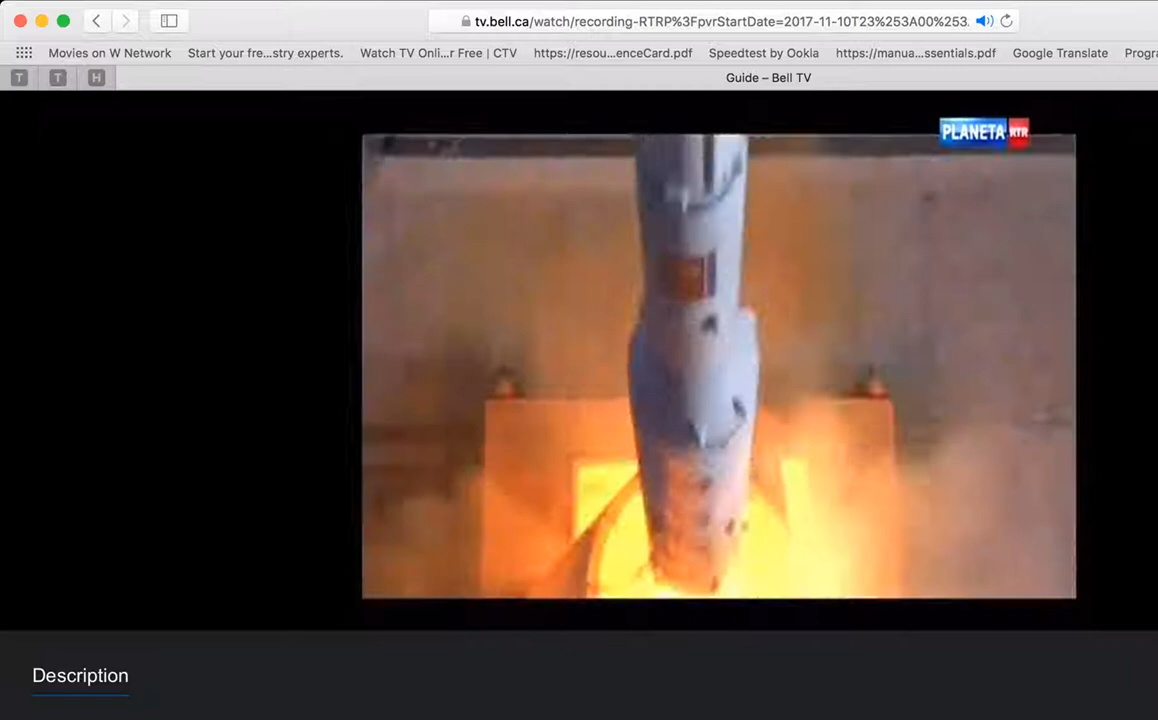 tv.bell.ca/watch/recording-RTRP%3FpvrStartDate=2017-11-10T23%253A00%253.
Movies on W Network Start your fre...stry experts. Watch TV Onli...r Free | CTV https://resou...enceCard.pdf Speedtest by Ookla https://manua...ssentials.pdf Google Translate Progra
T T H Guide – Bell TV
PLANETA RTR
Description